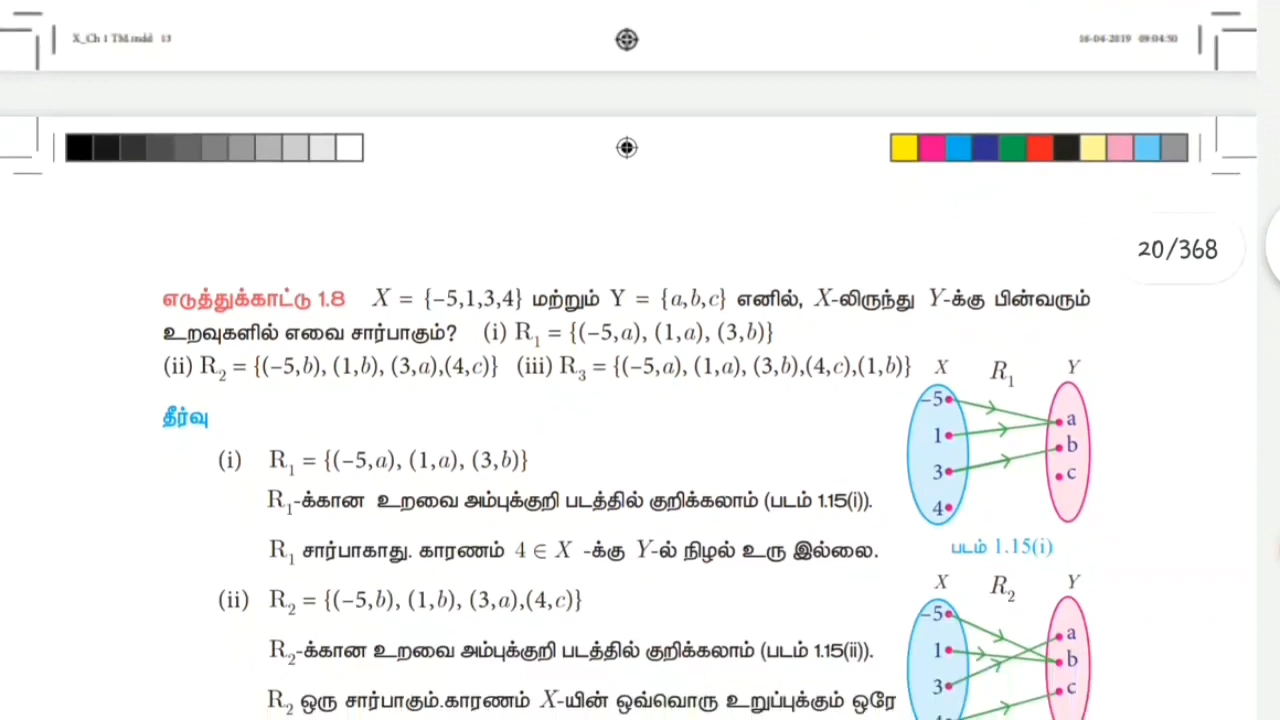 X_Ch 1 TM.indd 13
16-04-2019 09:04:50
20/368
எடுத்துக்காட்டு 1.8 X = {−5,1,3,4} மற்றும் Y = {a,b,c} எனில், X-லிருந்து Y-க்கு பின்வரும்
உறவுகளில் எவை சார்பாகும்? (i) R₁ = {(−5,a), (1,a), (3,b)}
(ii) R₂ = {(−5,b), (1,b), (3,a),(4,c)} (iii) R₃ = {(−5,a), (1,a), (3,b),(4,c),(1,b)}
X R₁ Y
−5 a
1 b
3 c
4
படம் 1.15(i)
தீர்வு
(i) R₁ = {(−5,a), (1,a), (3,b)}
R₁-க்கான உறவை அம்புக்குறி படத்தில் குறிக்கலாம் (படம் 1.15(i)).
R₁ சார்பாகாது. காரணம் 4 ∈ X -க்கு Y-ல் நிழல் உரு இல்லை.
(ii) R₂ = {(−5,b), (1,b), (3,a),(4,c)}
R₂-க்கான உறவை அம்புக்குறி படத்தில் குறிக்கலாம் (படம் 1.15(ii)).
R₂ ஒரு சார்பாகும்.காரணம் X-யின் ஒவ்வொரு உறுப்புக்கும் ஒரே
X R₂ Y
−5 a
1 b
3 c